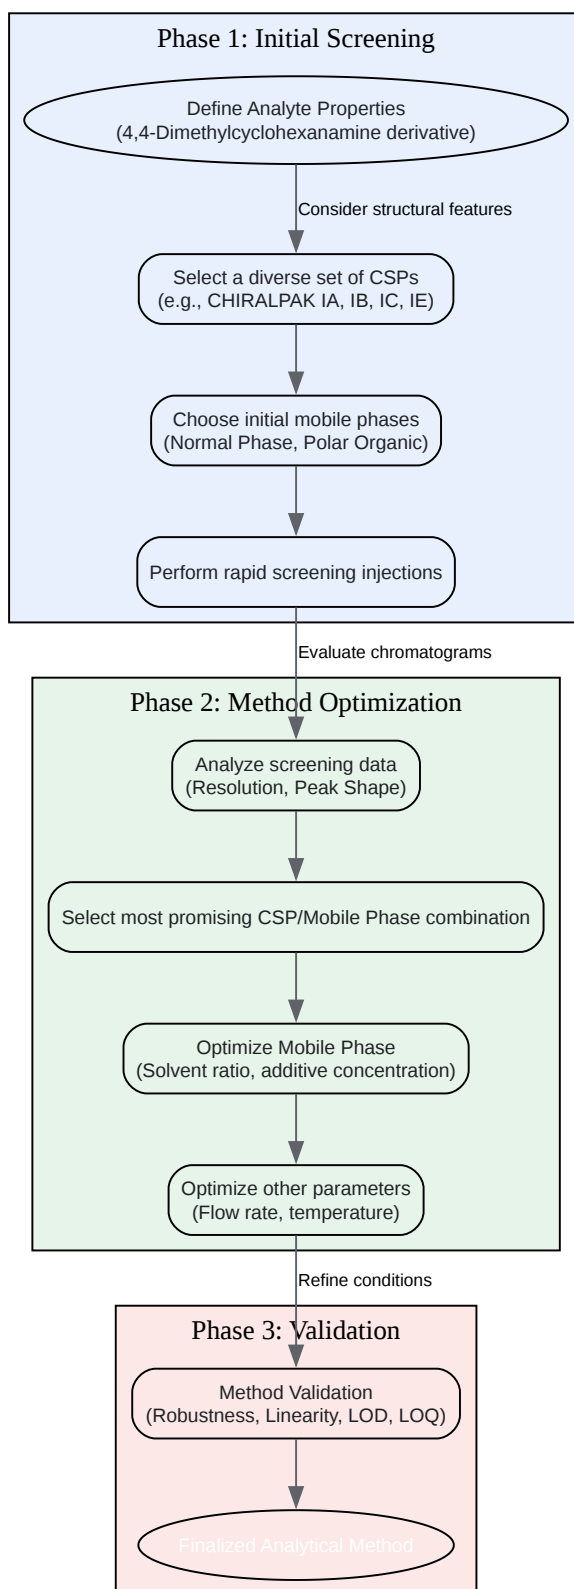 Phase 1: Initial Screening
Define Analyte Properties
(4,4-Dimethylcyclohexanamine derivative)
Consider structural features
Select a diverse set of CSPs
(e.g., CHIRALPAK IA, IB, IC, IE)
Choose initial mobile phases
(Normal Phase, Polar Organic)
Perform rapid screening injections
Evaluate chromatograms
Phase 2: Method Optimization
Analyze screening data
(Resolution, Peak Shape)
Select most promising CSP/Mobile Phase combination
Optimize Mobile Phase
(Solvent ratio, additive concentration)
Optimize other parameters
(Flow rate, temperature)
Refine conditions
Phase 3: Validation
Method Validation
(Robustness, Linearity, LOD, LOQ)
Finalized Analytical Method